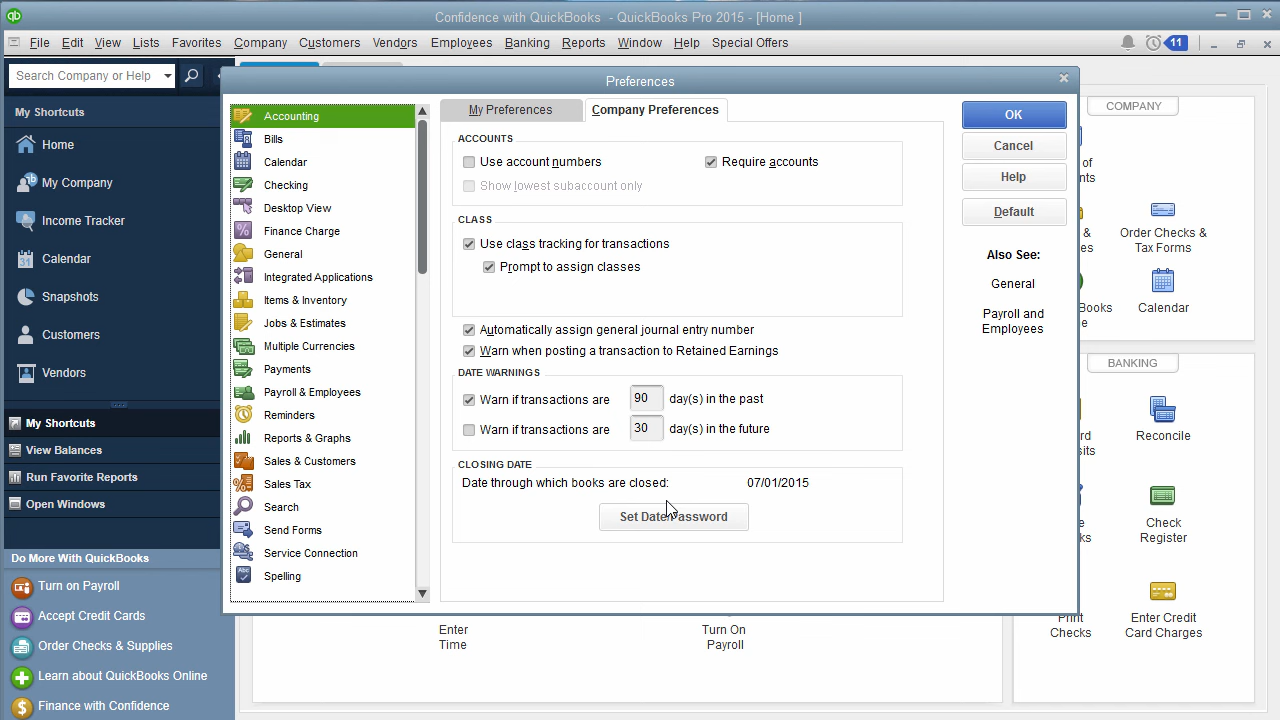 Confidence with QuickBooks - QuickBooks Pro 2015 - [Home ]
File Edit View Lists Favorites Company Customers Vendors Employees Banking Reports Window Help Special Offers 11
Search Company or Help
My Shortcuts
Home
My Company
Income Tracker
Calendar
Snapshots
Customers
Vendors
My Shortcuts
View Balances
Run Favorite Reports
Open Windows
Do More With QuickBooks
Turn on Payroll
Accept Credit Cards
Order Checks & Supplies
Learn about QuickBooks Online
Finance with Confidence
Preferences
Accounting
Bills
Calendar
Checking
Desktop View
Finance Charge
General
Integrated Applications
Items & Inventory
Jobs & Estimates
Multiple Currencies
Payments
Payroll & Employees
Reminders
Reports & Graphs
Sales & Customers
Sales Tax
Search
Send Forms
Service Connection
Spelling
My Preferences
Company Preferences
ACCOUNTS
Use account numbers
Require accounts
Show lowest subaccount only
CLASS
Use class tracking for transactions
Prompt to assign classes
Automatically assign general journal entry number
Warn when posting a transaction to Retained Earnings
DATE WARNINGS
Warn if transactions are 90 day(s) in the past
Warn if transactions are 30 day(s) in the future
CLOSING DATE
Date through which books are closed: 07/01/2015
Set Date/Password
OK
Cancel
Help
Default
Also See:
General
Payroll and
Employees
Enter
Time
Turn On
Payroll
COMPANY
Order Checks &
Tax Forms
Calendar
BANKING
Reconcile
Check
Register
Print
Checks
Enter Credit
Card Charges